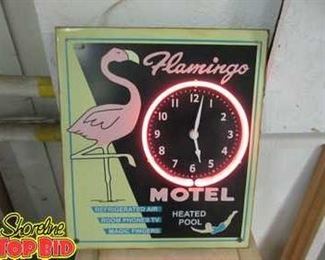 Flamingo
12
1
2
3
4
5
6
7
8
9
10
11
MOTEL
REFRIGERATED AIR
ROOM PHONES TV
MAGIC FINGERS
HEATED
POOL
Shoreline
TOP BID